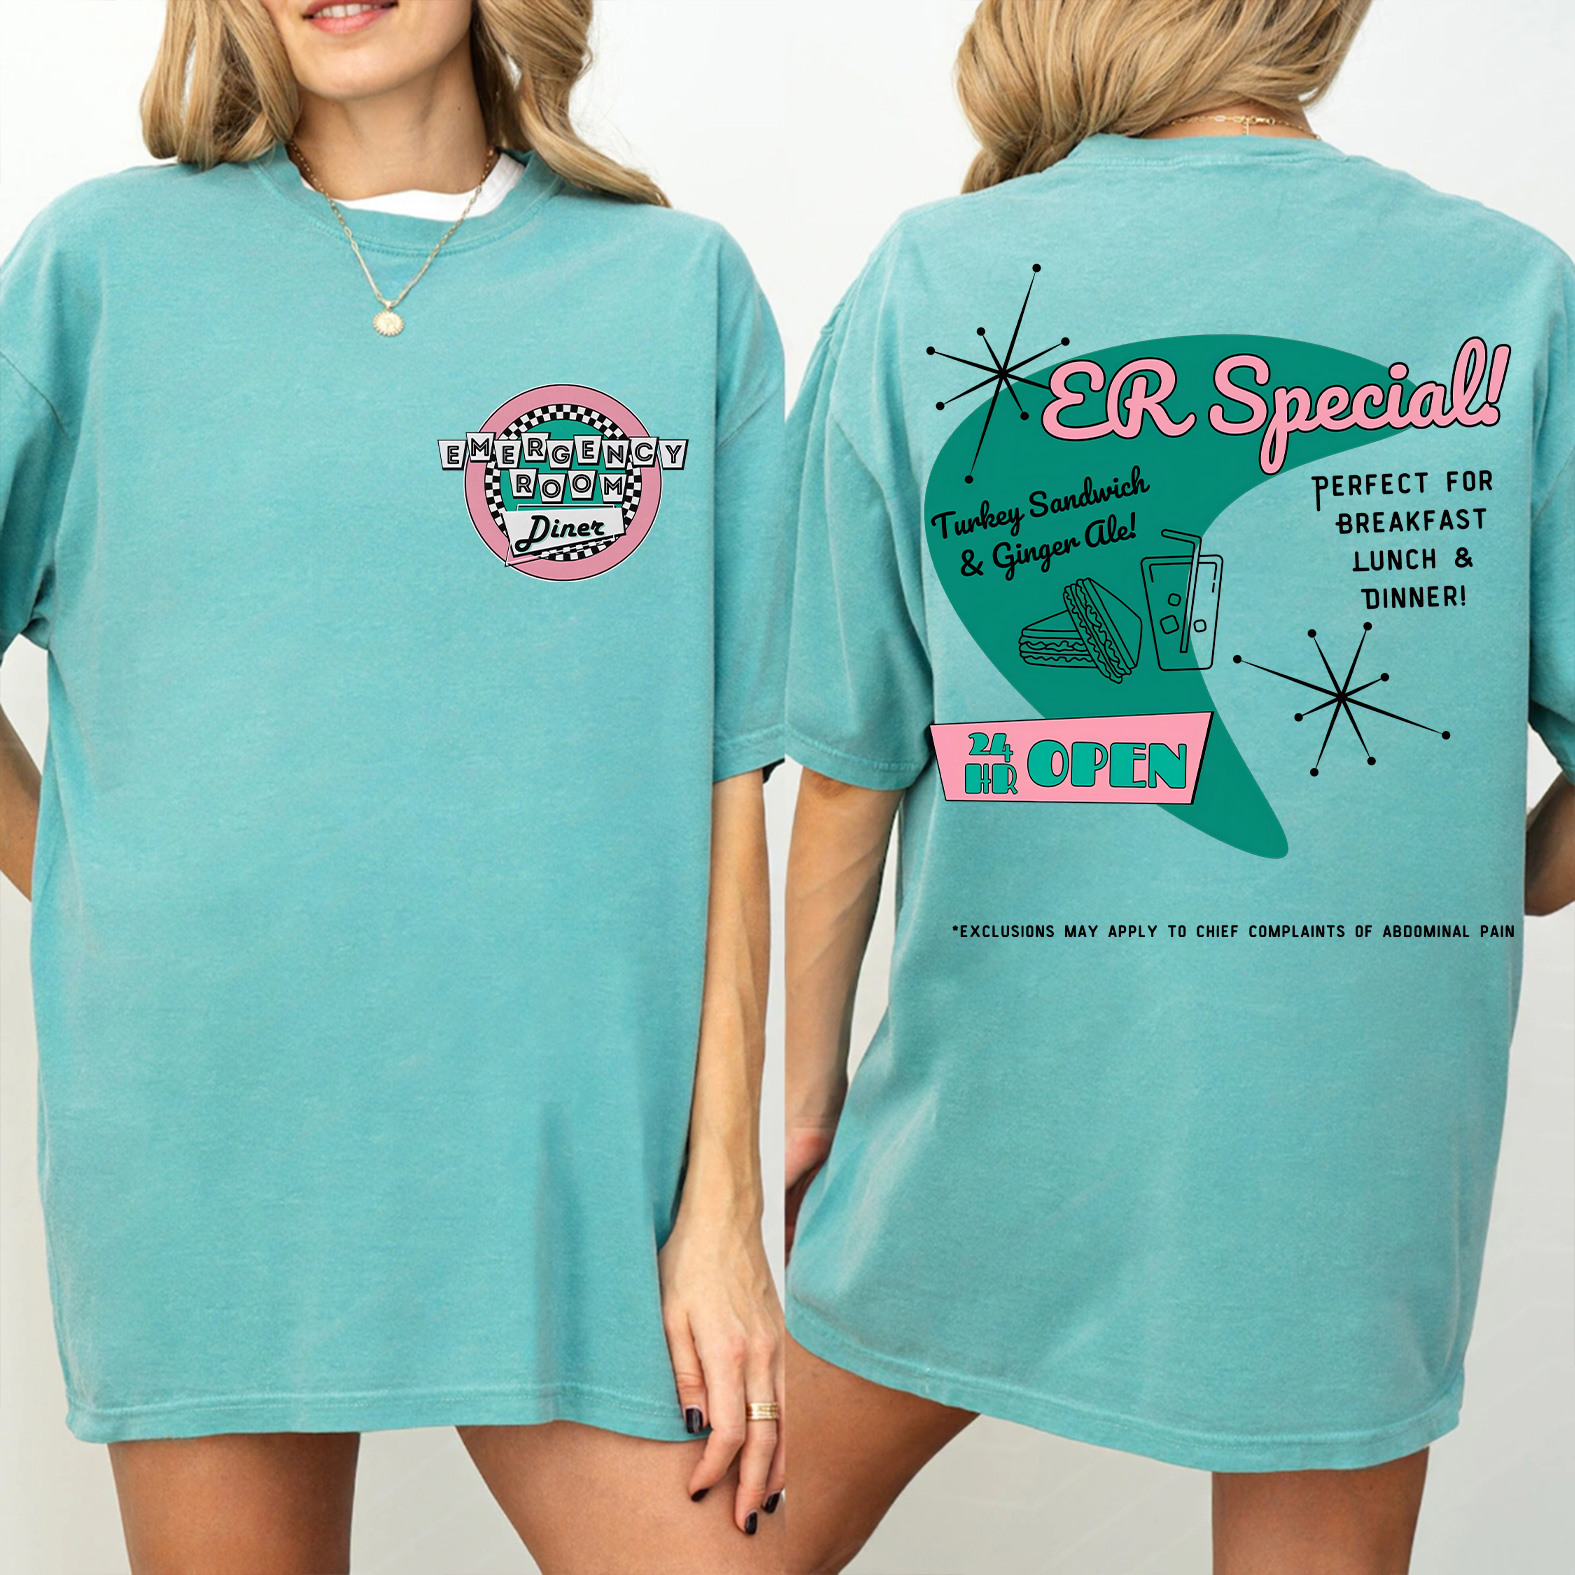 EMERGENCY
ROOM
Diner
ER Special!
Turkey Sandwich
& Ginger Ale!
PERFECT FOR
BREAKFAST
LUNCH &
DINNER!
24
HR
OPEN
*EXCLUSIONS MAY APPLY TO CHIEF COMPLAINTS OF ABDOMINAL PAIN